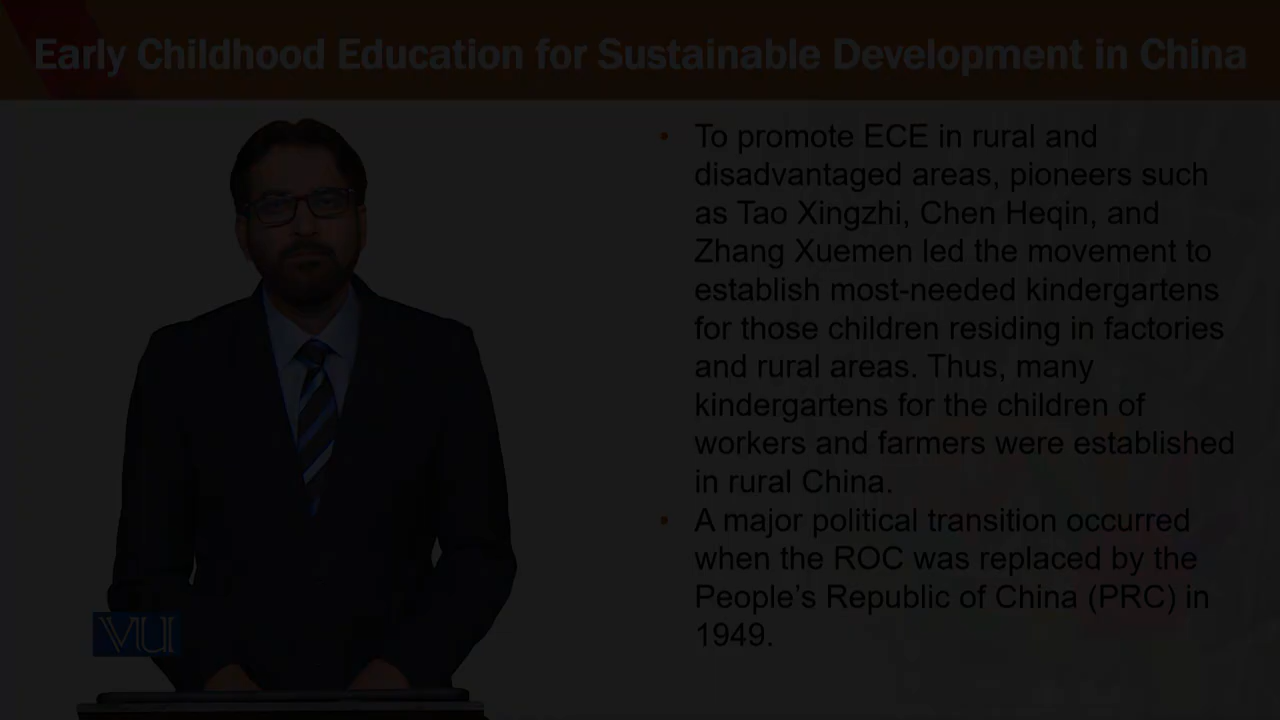 Early Childhood Education for Sustainable Development in China
• To promote ECE in rural and
disadvantaged areas, pioneers such
as Tao Xingzhi, Chen Heqin, and
Zhang Xuemen led the movement to
establish most-needed kindergartens
for those children residing in factories
and rural areas. Thus, many
kindergartens for the children of
workers and farmers were established
in rural China.
• A major political transition occurred
when the ROC was replaced by the
People’s Republic of China (PRC) in
1949.
VU